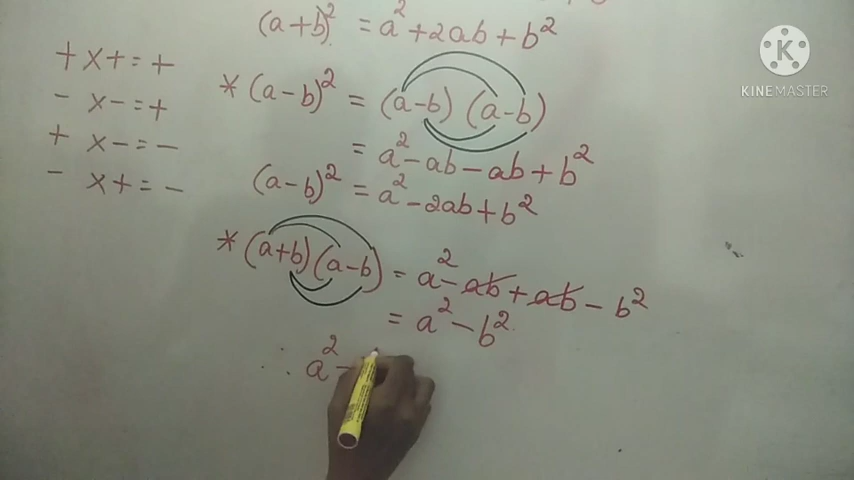 (a+b)² = a²+2ab+b²
+ x + = +
- x - = +
+ x - = -
- x + = -
*(a-b)² = (a-b) (a-b)
= a²-ab-ab+b²
(a-b)² = a²-2ab+b²
*(a+b)(a-b) = a²-ab+ab-b²
= a²-b²
∴ a²-
K
KINEMASTER